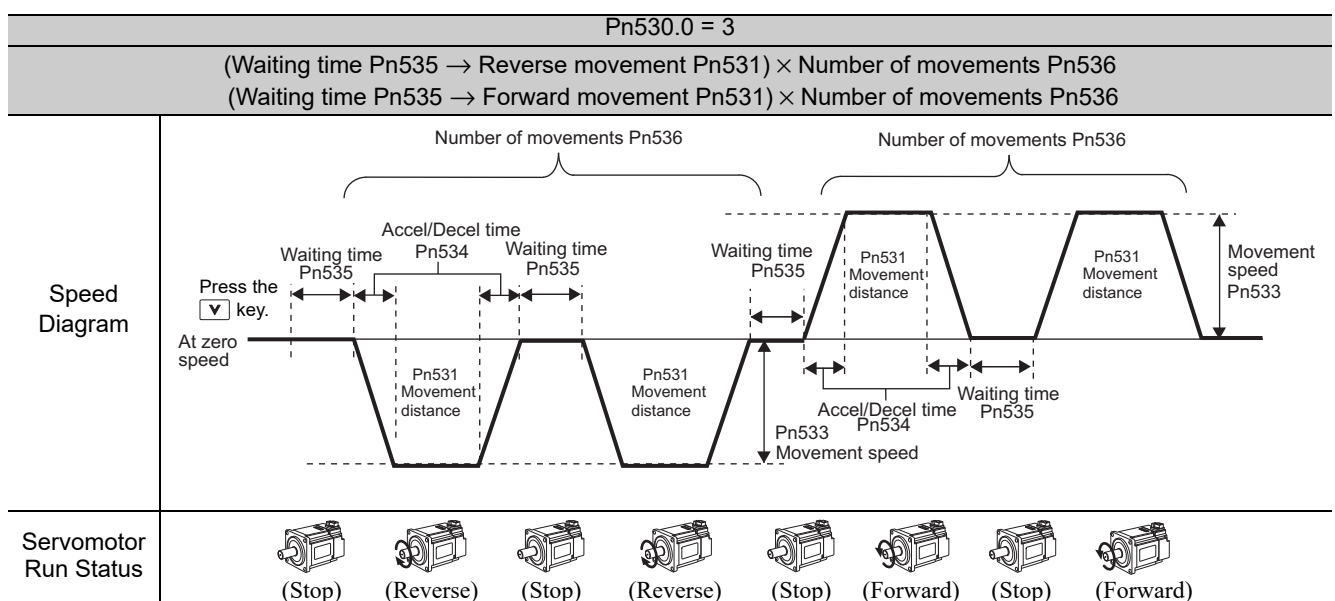 Pn530.0 = 3
(Waiting time Pn535 → Reverse movement Pn531) × Number of movements Pn536
(Waiting time Pn535 → Forward movement Pn531) × Number of movements Pn536
Speed
Diagram
Number of movements Pn536
Number of movements Pn536
Accel/Decel time
Pn534
Waiting time
Pn535
Waiting time
Pn535
Waiting time
Pn535
Press the
∨ key.
At zero
speed
Pn531
Movement
distance
Pn531
Movement
distance
Pn531
Movement
distance
Pn531
Movement
distance
Movement
speed
Pn533
Accel/Decel time
Pn534
Waiting time
Pn535
Pn533
Movement speed
Servomotor
Run Status
(Stop) (Reverse) (Stop) (Reverse) (Stop) (Forward) (Stop) (Forward)